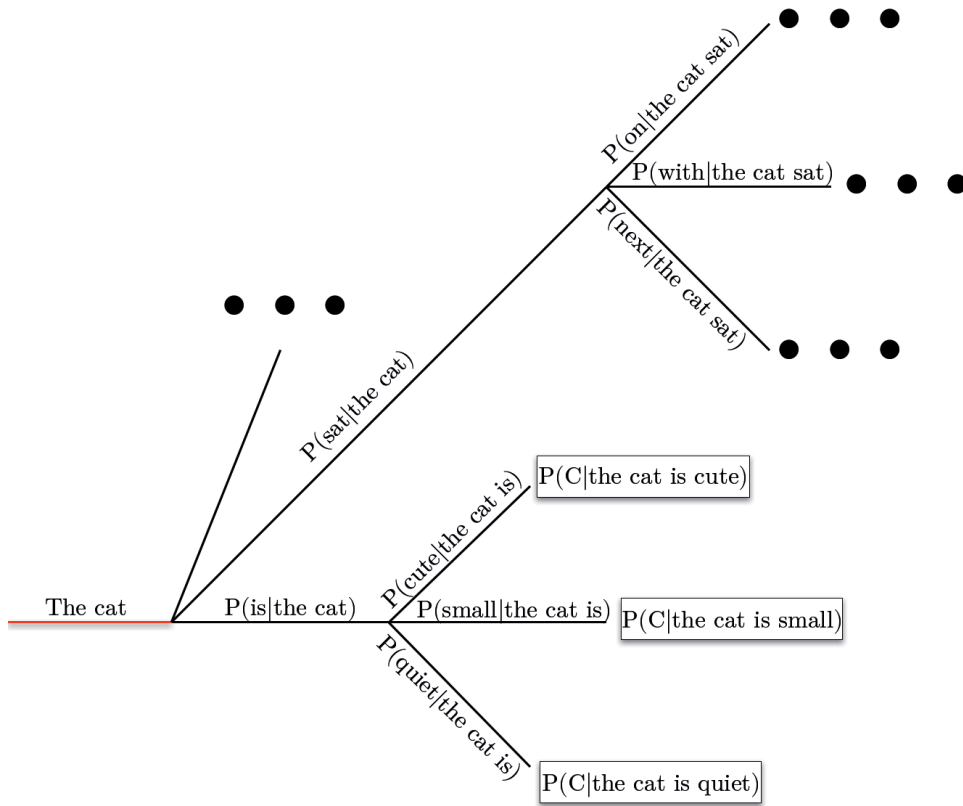 P(on|the cat sat)
P(with|the cat sat)
P(next|the cat sat)
P(sat|the cat)
P(C|the cat is cute)
P(cute|the cat is)
The cat
P(is|the cat)
P(small|the cat is)
P(C|the cat is small)
P(quiet|the cat is)
P(C|the cat is quiet)